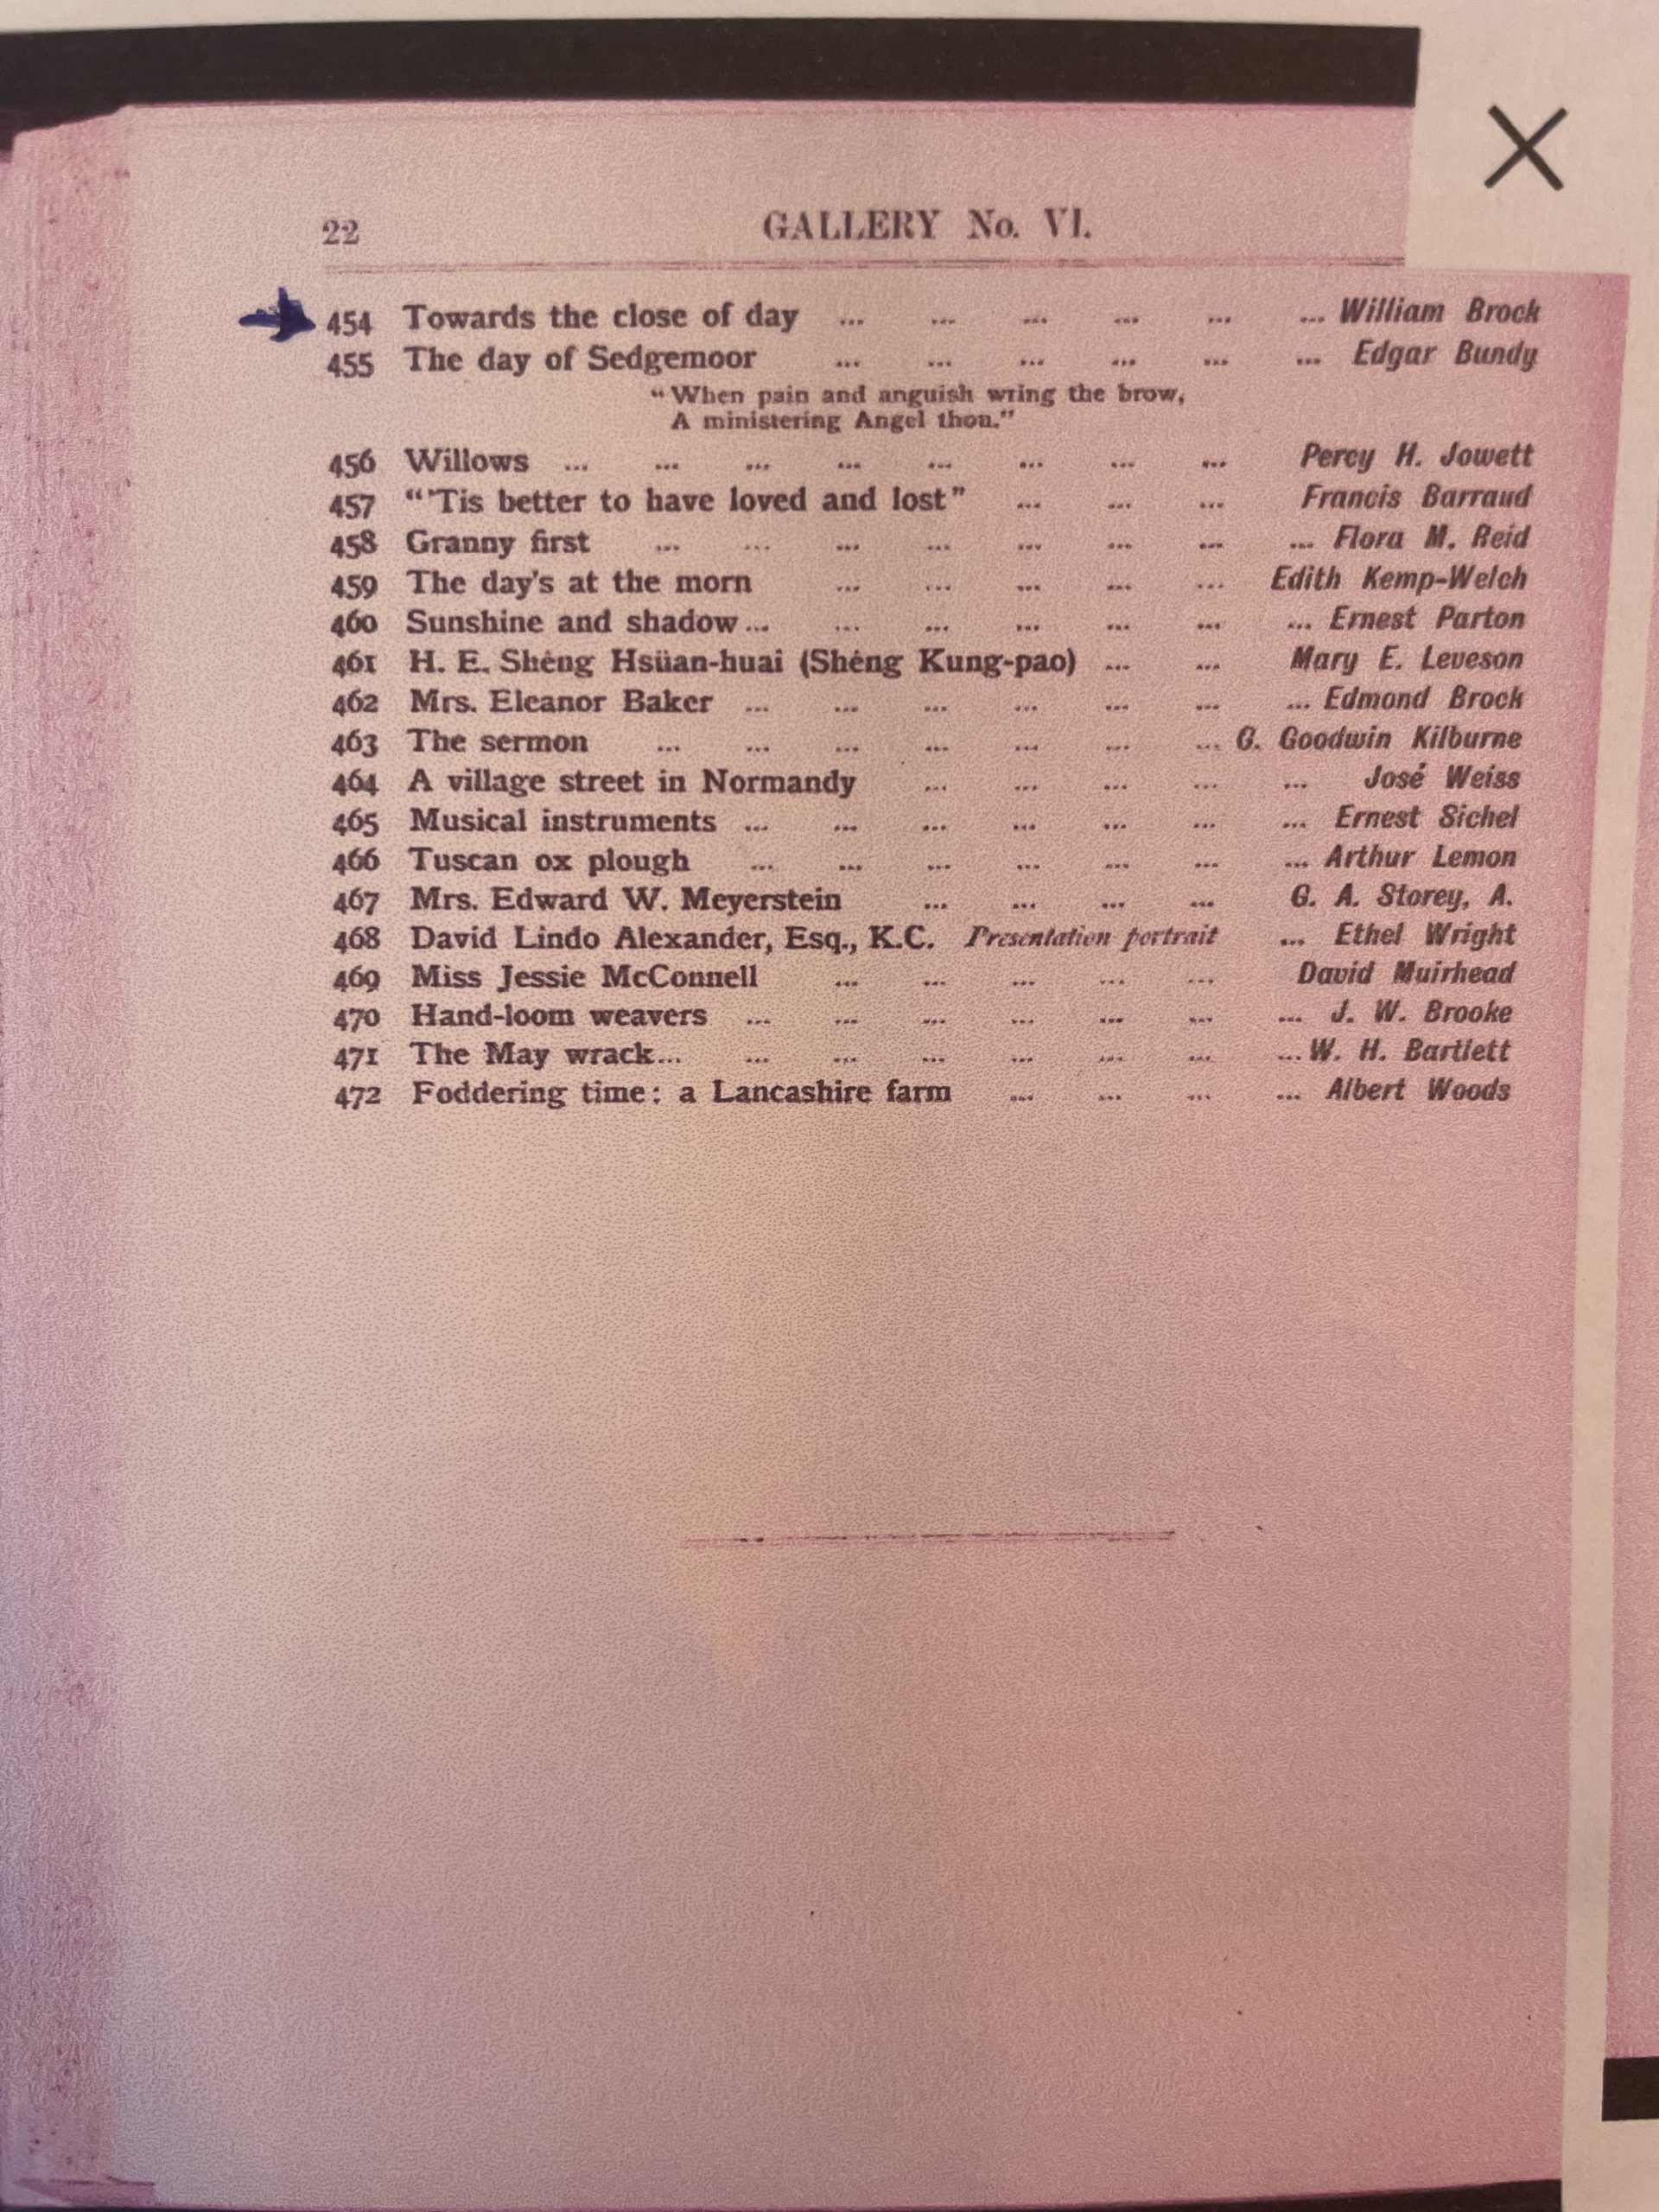 22 GALLERY No. VI.
454 Towards the close of day ... ... ... ... ... ... William Brock
455 The day of Sedgemoor ... ... ... ... ... ... Edgar Bundy
"When pain and anguish wring the brow,
A ministering Angel thou."
456 Willows ... ... ... ... ... ... ... ... Percy H. Jowett
457 "'Tis better to have loved and lost" ... ... ... Francis Barraud
458 Granny first ... ... ... ... ... ... ... ... Flora M. Reid
459 The day's at the morn ... ... ... ... ... Edith Kemp-Welch
460 Sunshine and shadow ... ... ... ... ... ... ... Ernest Parton
461 H. E. Shêng Hsüan-huai (Shêng Kung-pao) ... ... Mary E. Leveson
462 Mrs. Eleanor Baker ... ... ... ... ... ... ... Edmond Brock
463 The sermon ... ... ... ... ... ... ... G. Goodwin Kilburne
464 A village street in Normandy ... ... ... ... ... José Weiss
465 Musical instruments ... ... ... ... ... ... ... Ernest Sichel
466 Tuscan ox plough ... ... ... ... ... ... ... Arthur Lemon
467 Mrs. Edward W. Meyerstein ... ... ... ... G. A. Storey, A.
468 David Lindo Alexander, Esq., K.C. Presentation portrait ... Ethel Wright
469 Miss Jessie McConnell ... ... ... ... ... David Muirhead
470 Hand-loom weavers ... ... ... ... ... ... ... J. W. Brooke
471 The May wrack ... ... ... ... ... ... ... ... W. H. Bartlett
472 Foddering time: a Lancashire farm ... ... ... ... Albert Woods